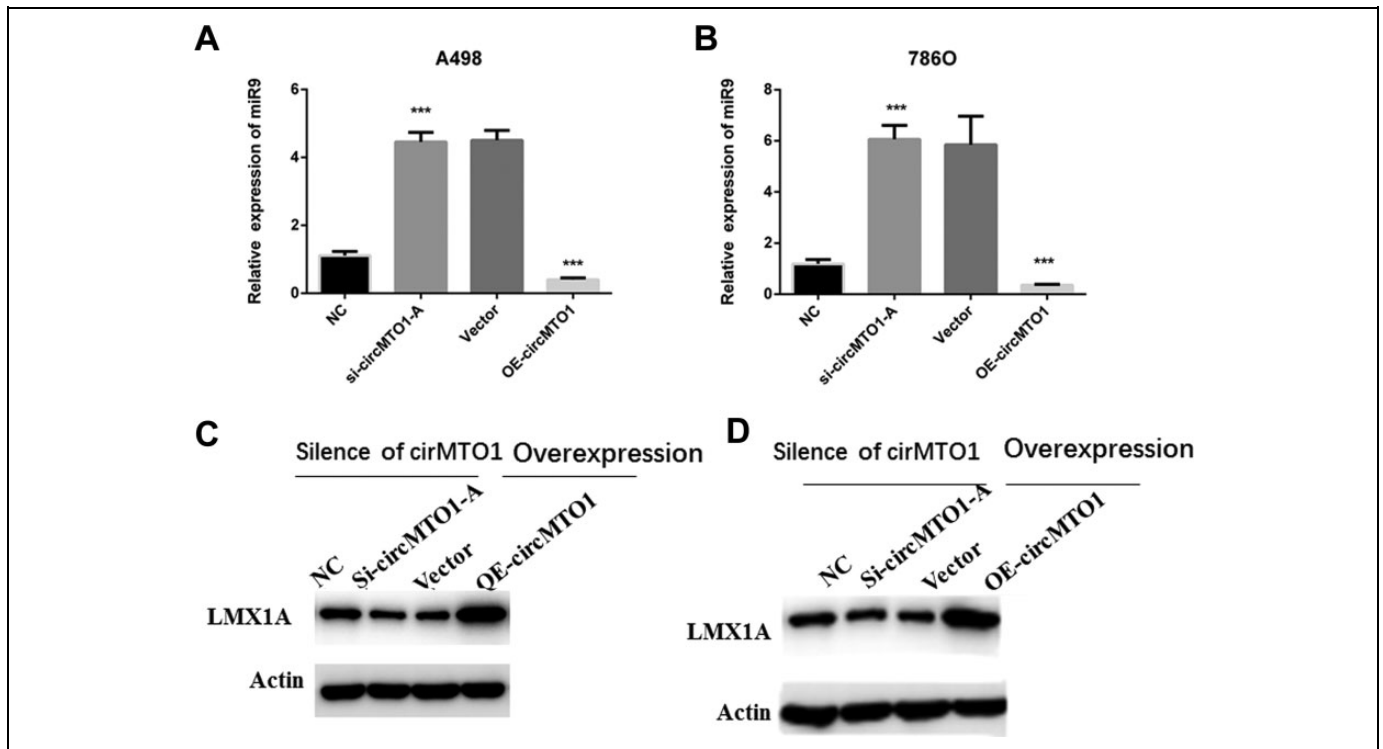 A
A498
Relative expression of miR9
6
4
2
0
***
***
NC
si-circMTO1-A
Vector
OE-circMTO1
B
786O
Relative expression of miR9
8
6
4
2
0
***
***
NC
si-circMTO1-A
Vector
OE-circMTO1
C
Silence of cirMTO1 Overexpression
NC Si-circMTO1-A Vector OE-circMTO1
LMX1A
Actin
D
Silence of cirMTO1 Overexpression
NC Si-circMTO1-A Vector OE-circMTO1
LMX1A
Actin